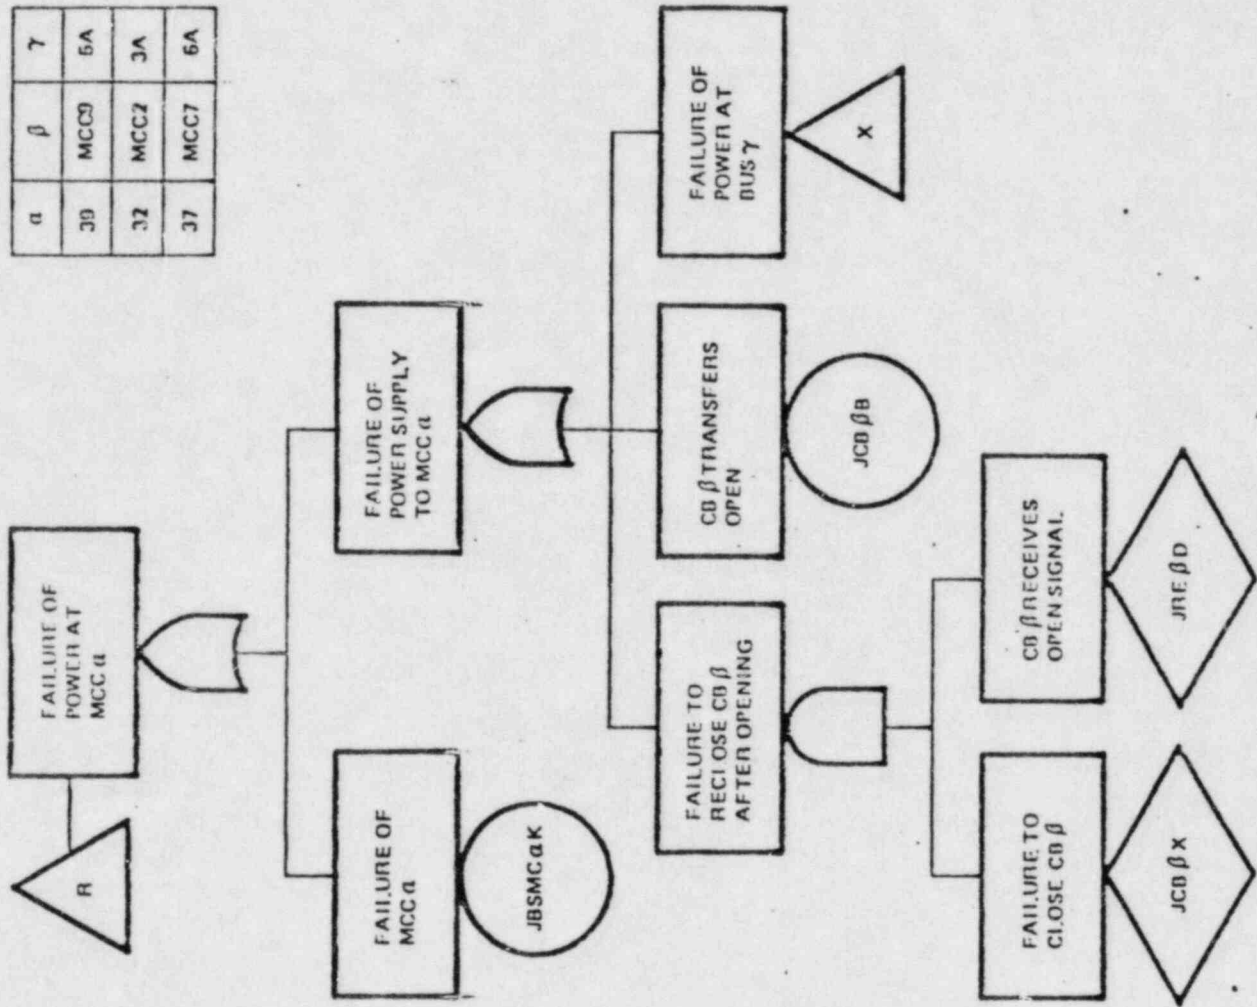 R
FAILURE OF
POWER AT
MCC α
α β γ
39 MCC9
32 MCC2 3A
37 MCC7 6A
FAILURE OF
MCC α
JBSMC α K
FAILURE OF
POWER SUPPLY
TO MCC α
FAILURE TO
RECLOSE CB β
AFTER OPENING
CB β TRANSFERS
OPEN
JCB β B
FAILURE OF
POWER AT
BUS γ
X
FAILURE TO
CLOSE CB β
JCB β X
CB β RECEIVES
OPEN SIGNAL
JRE β D